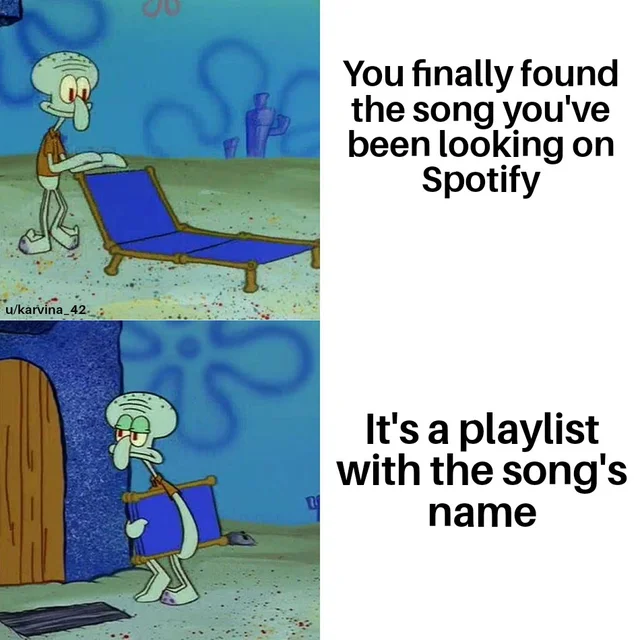 You finally found
the song you've
been looking on
Spotify
u/karvina_42
It's a playlist
with the song's
name